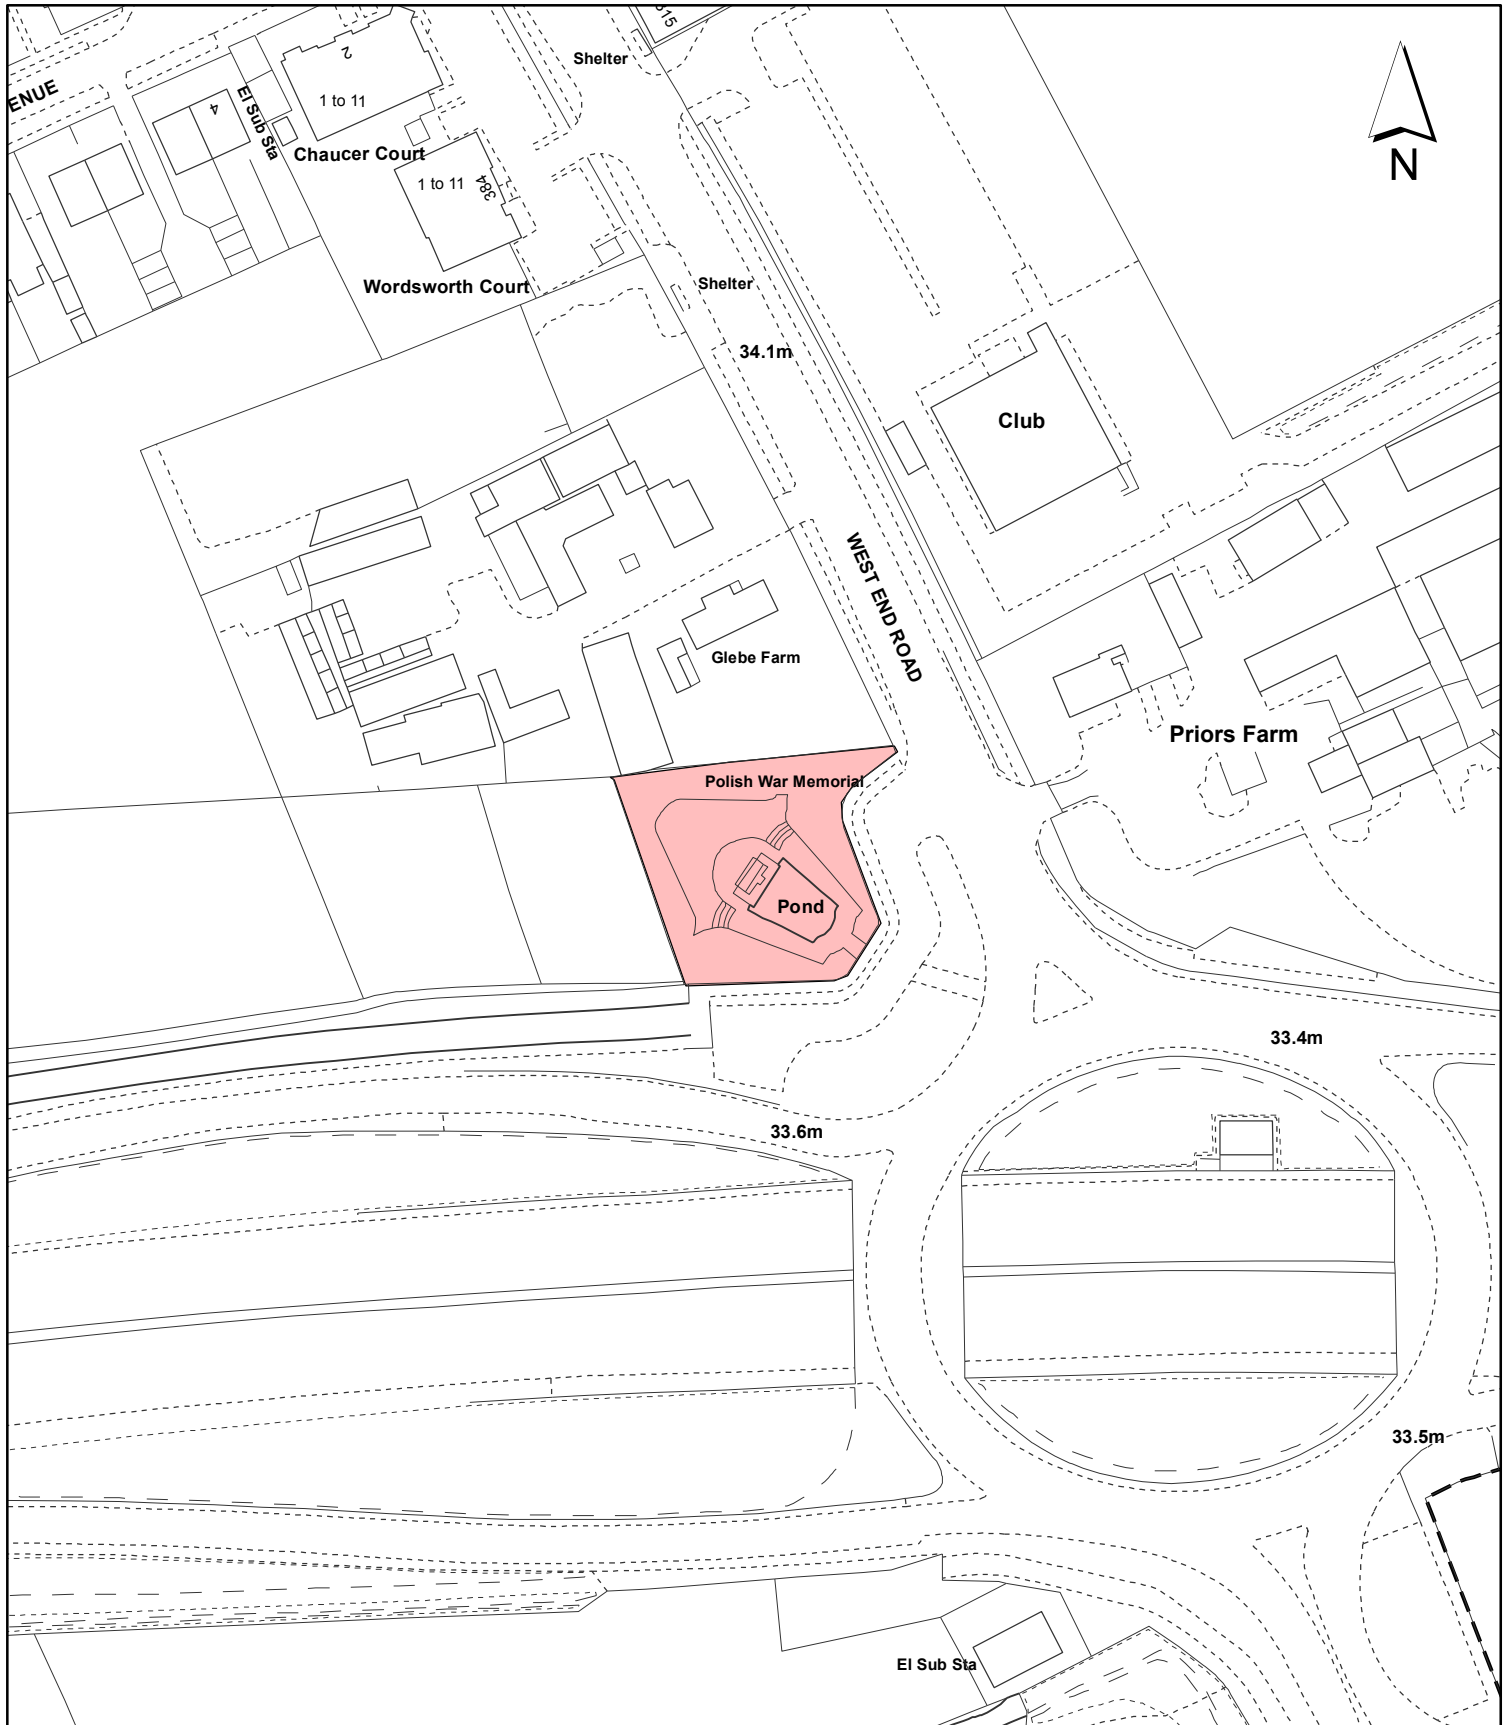 315
Shelter
2
ENUE
1 to 11
4
El Sub Sta
Chaucer Court
N
1 to 11
384
Wordsworth Court
Shelter
34.1m
Club
WEST END ROAD
Glebe Farm
Priors Farm
Polish War Memorial
Pond
33.4m
33.6m
33.5m
El Sub Sta